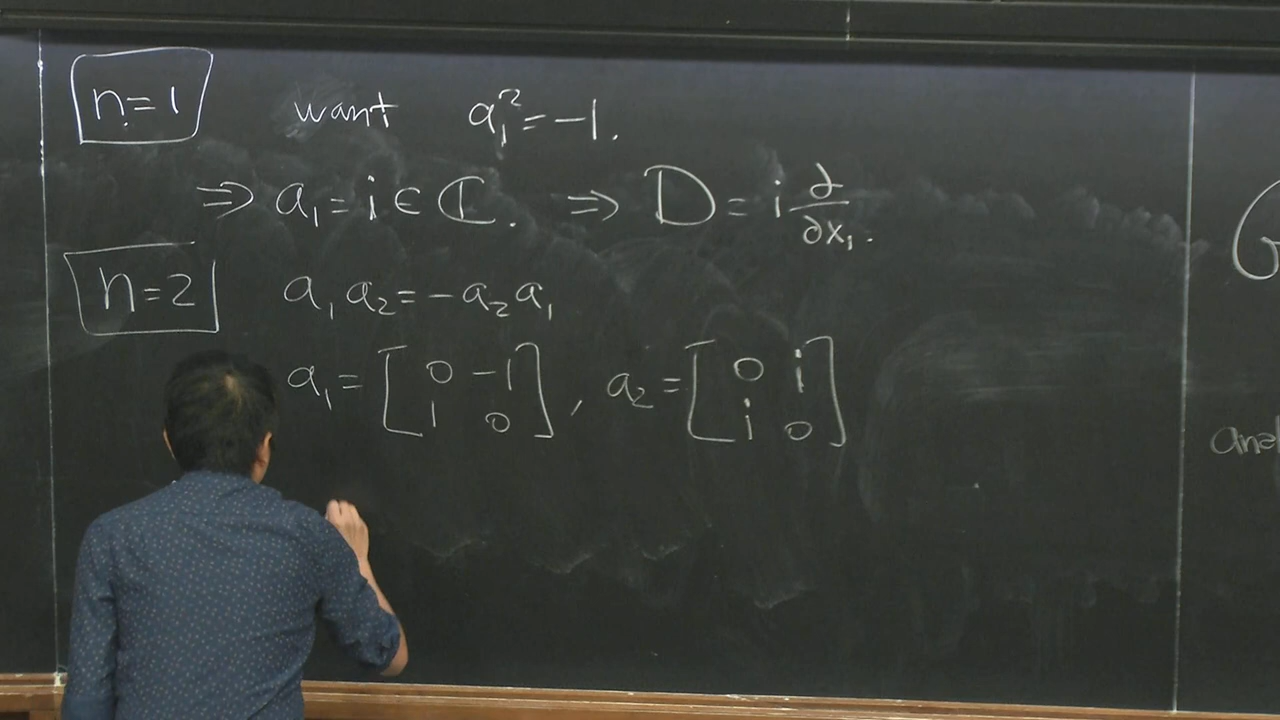 n=1 want a₁²=-1.
⇒ a₁=i∈ℂ. ⇒ D=i ∂/∂x₁.
n=2 a₁a₂=-a₂a₁
a₁=[0 -1; 1 0], a₂=[0 i; i 0]